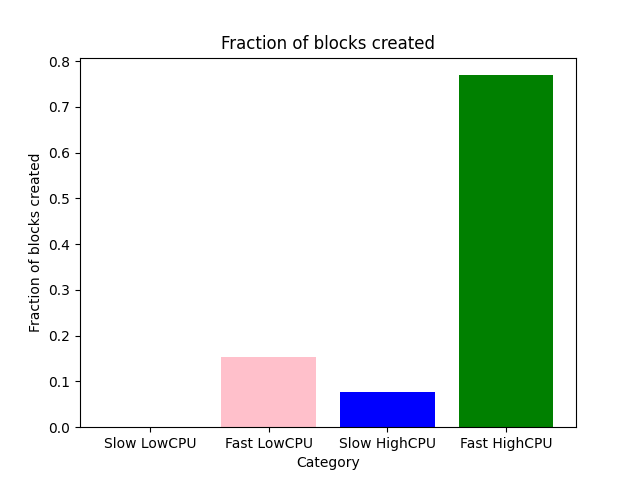 Fraction of blocks created
Fraction of blocks created
0.8
0.7
0.6
0.5
0.4
0.3
0.2
0.1
0.0
Slow LowCPU
Fast LowCPU
Slow HighCPU
Fast HighCPU
Category